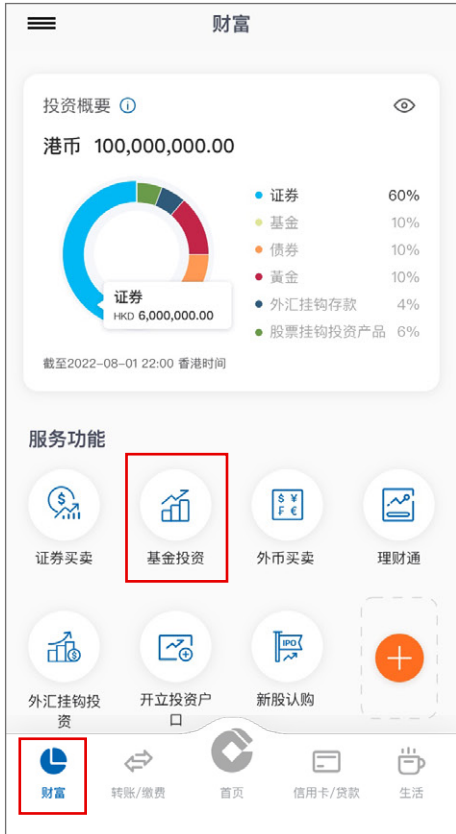 财富
投资概要
港币 100,000,000.00
证券 60%
基金 10%
债券 10%
黃金 10%
外汇挂钩存款 4%
股票挂钩投资产品 6%
证券
HKD 6,000,000.00
截至2022-08-01 22:00 香港时间
服务功能
证券买卖
基金投资
外币买卖
理财通
外汇挂钩投
资
开立投资户
口
IPO
新股认购
财富
转账/缴费
首页
信用卡/贷款
生活